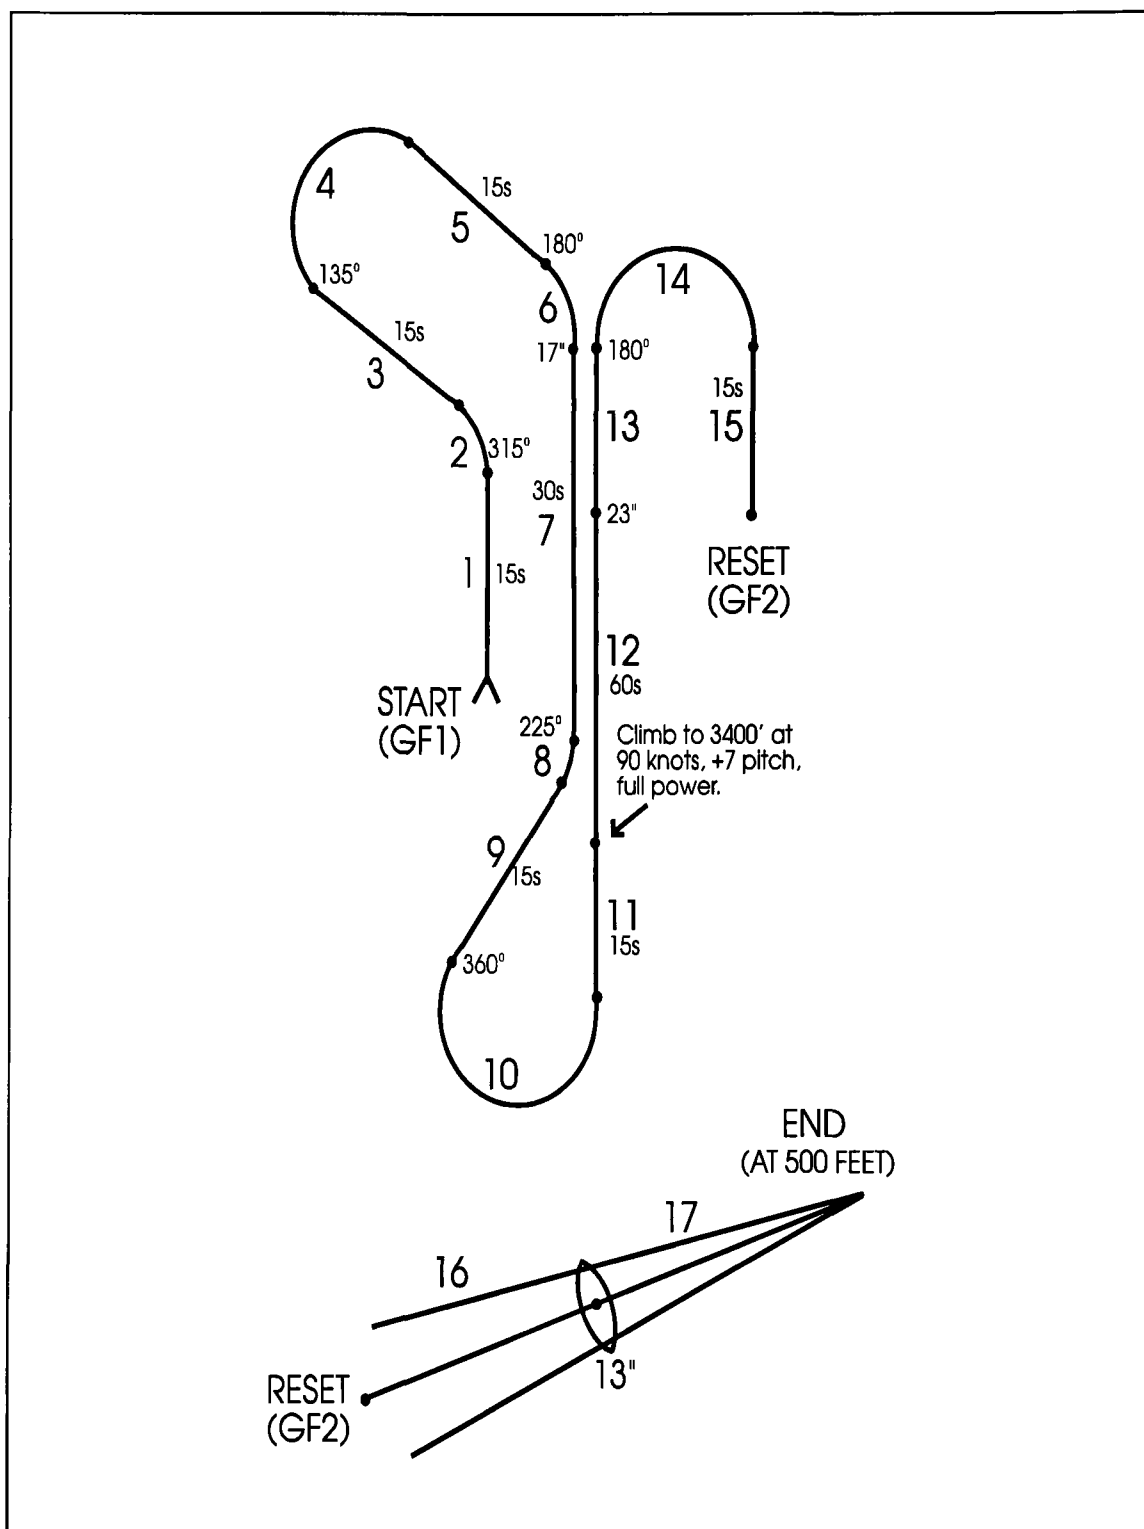 4
15s
5
180°
135°
14
6
15s
3
17"
180°
15s
13
15
2
315°
30s
7
23"
1
15s
RESET
(GF2)
12
60s
START
(GF1)
225°
8
Climb to 3400' at
90 knots, +7 pitch,
full power.
9
15s
11
15s
360°
10
END
(AT 500 FEET)
17
16
13"
RESET
(GF2)